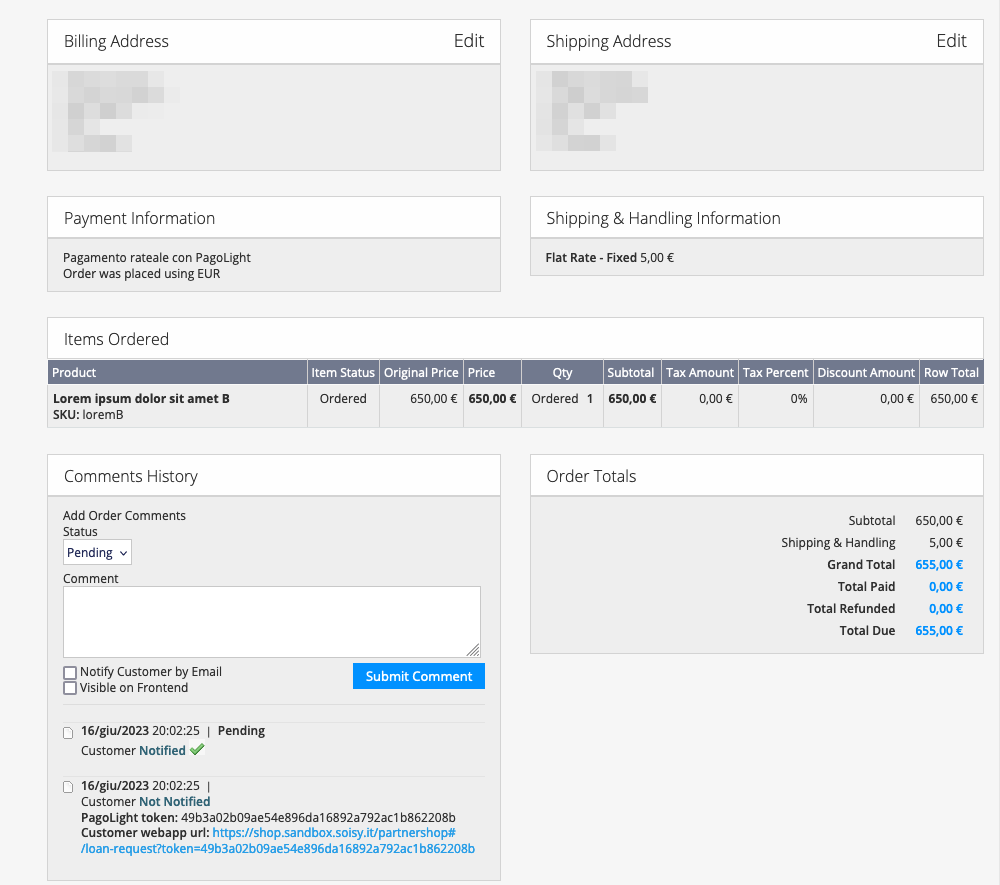 Billing Address Edit
Shipping Address Edit
Payment Information
Pagamento rateale con PagoLight
Order was placed using EUR
Shipping & Handling Information
Flat Rate - Fixed 5,00 €
Items Ordered
Product Item Status Original Price Price Qty Subtotal Tax Amount Tax Percent Discount Amount Row Total
Lorem ipsum dolor sit amet B Ordered 650,00 € 650,00 € Ordered 1 650,00 € 0,00 € 0% 0,00 € 650,00 €
SKU: loremB
Comments History
Add Order Comments
Status
Pending
Comment
Notify Customer by Email
Visible on Frontend
Submit Comment
16/giu/2023 20:02:25 | Pending
Customer Notified
16/giu/2023 20:02:25 |
Customer Not Notified
PagoLight token: 49b3a02b09ae54e896da16892a792ac1b862208b
Customer webapp url: https://shop.sandbox.soisy.it/partnershop#
/loan-request?token=49b3a02b09ae54e896da16892a792ac1b862208b
Order Totals
Subtotal 650,00 €
Shipping & Handling 5,00 €
Grand Total 655,00 €
Total Paid 0,00 €
Total Refunded 0,00 €
Total Due 655,00 €